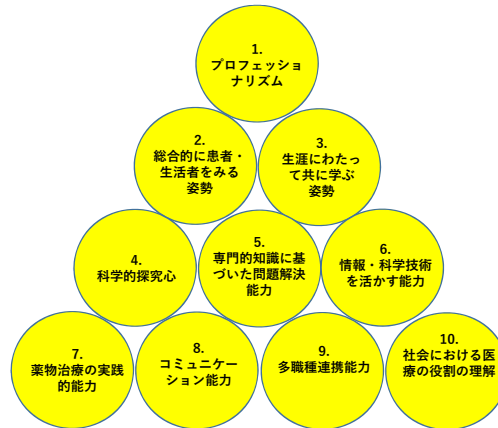 1.
プロフェッショ
ナリズム
2.
総合的に患者・
生活者をみる
姿勢
3.
生涯にわたっ
て共に学ぶ
姿勢
4.
科学的探究心
5.
専門的知識に基
づいた問題解決
能力
6.
情報・科学技術
を活かす能力
7.
薬物治療の実践
的能力
8.
コミュニケー
ション能力
9.
多職種連携能力
10.
社会における医
療の役割の理解